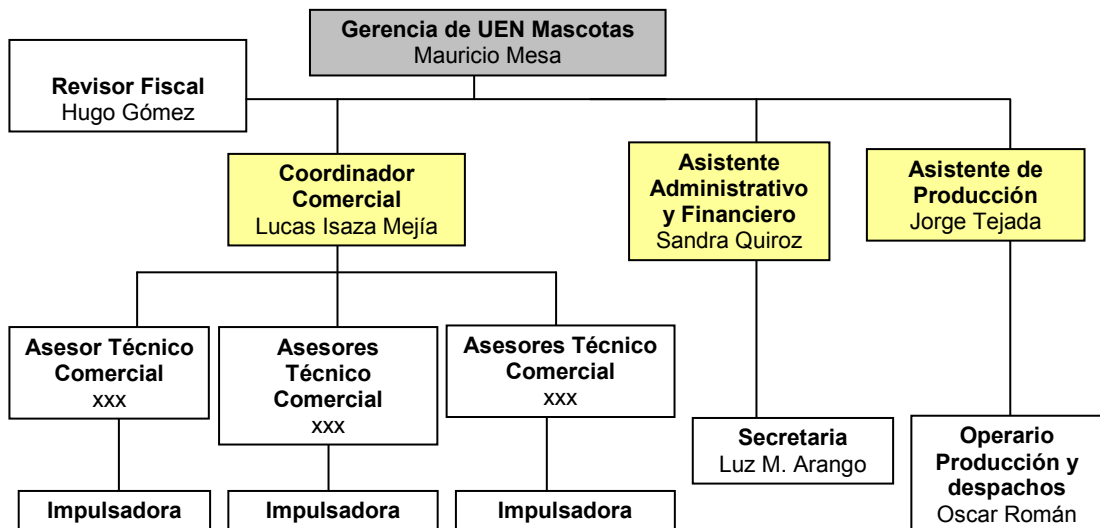 Gerencia de UEN Mascotas
Mauricio Mesa
Revisor Fiscal
Hugo Gómez
Coordinador
Comercial
Lucas Isaza Mejía
Asistente
Administrativo
y Financiero
Sandra Quiroz
Asistente de
Producción
Jorge Tejada
Asesor Técnico
Comercial
xxx
Asesores
Técnico
Comercial
xxx
Asesores Técnico
Comercial
xxx
Secretaria
Luz M. Arango
Operario
Producción y
despachos
Oscar Román
Impulsadora
Impulsadora
Impulsadora